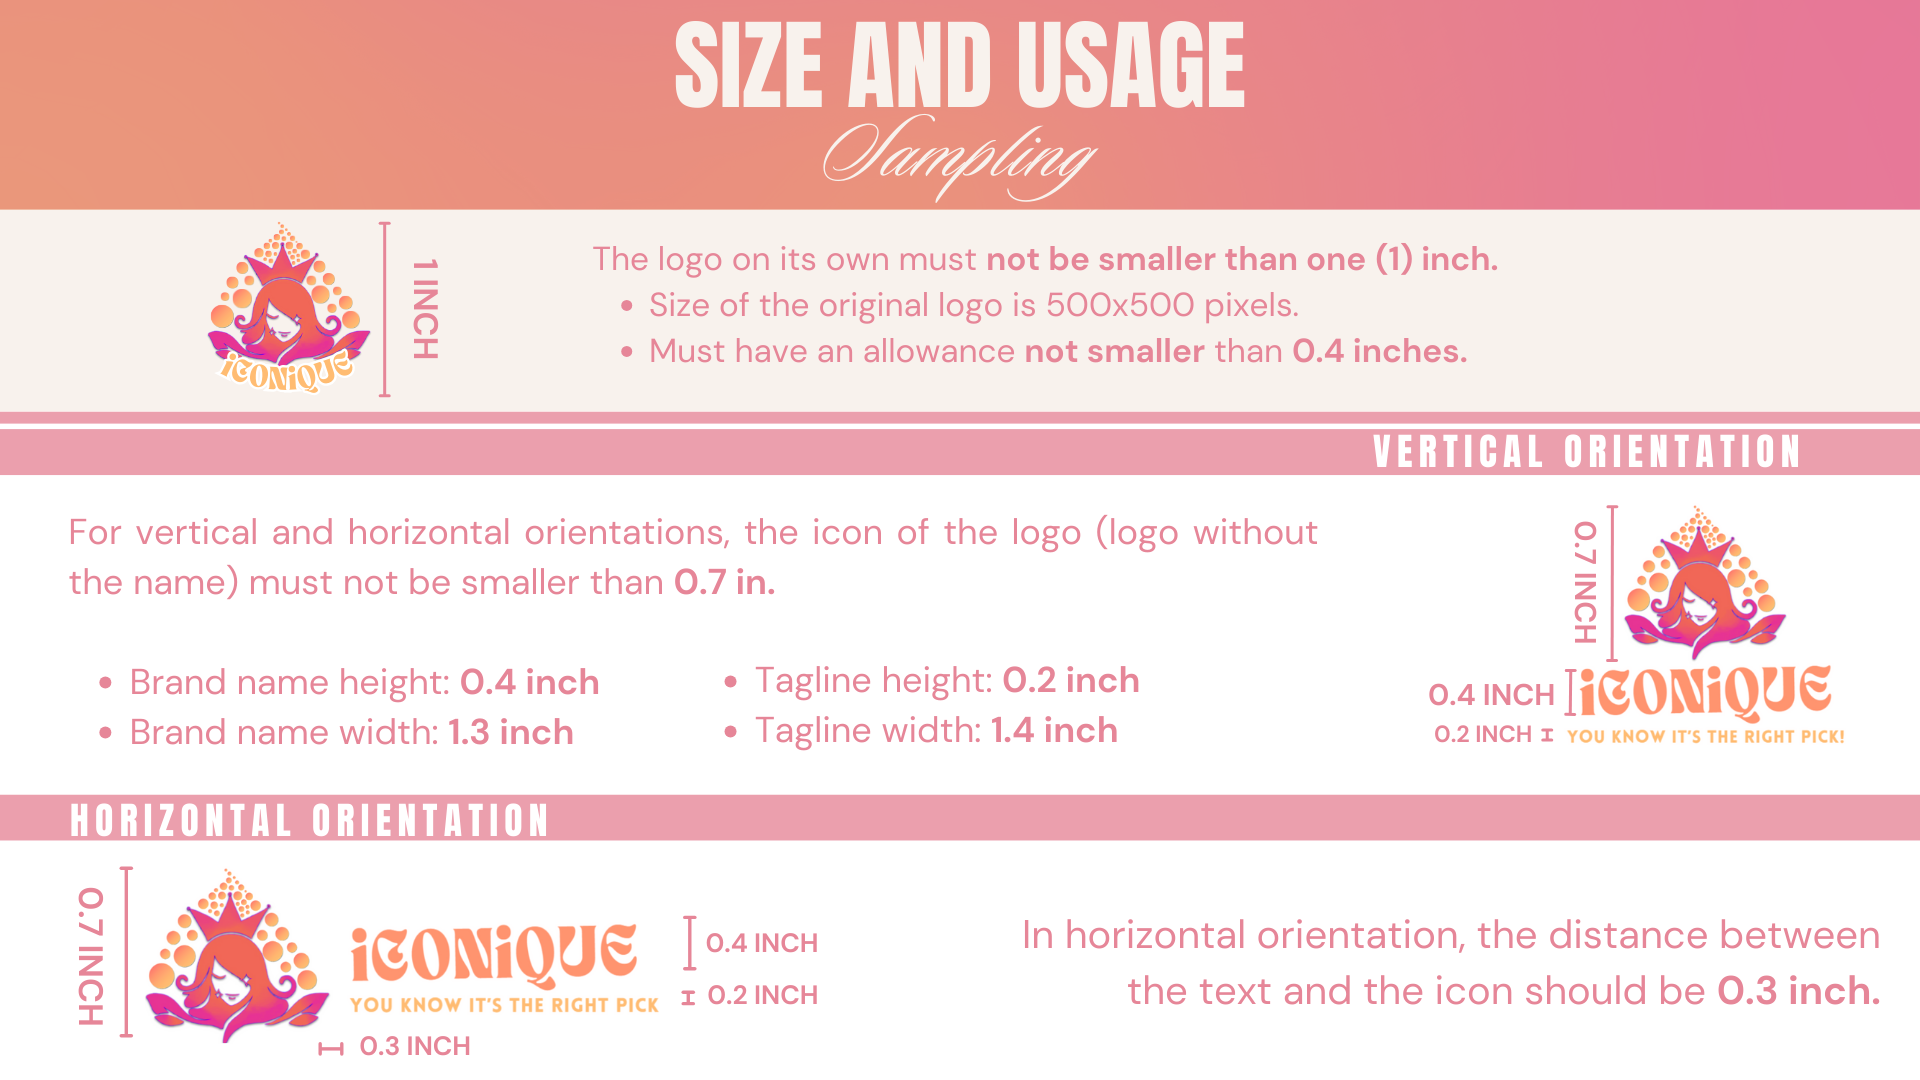 SIZE AND USAGE
Sampling
iCONiQUE
1 INCH
The logo on its own must not be smaller than one (1) inch.
• Size of the original logo is 500x500 pixels.
• Must have an allowance not smaller than 0.4 inches.
VERTICAL ORIENTATION
For vertical and horizontal orientations, the icon of the logo (logo without
the name) must not be smaller than 0.7 in.
• Brand name height: 0.4 inch
• Brand name width: 1.3 inch
• Tagline height: 0.2 inch
• Tagline width: 1.4 inch
0.7 INCH
0.4 INCH
iCONiQUE
0.2 INCH
YOU KNOW IT'S THE RIGHT PICK!
HORIZONTAL ORIENTATION
0.7 INCH
iCONiQUE
YOU KNOW IT'S THE RIGHT PICK
0.4 INCH
0.2 INCH
0.3 INCH
In horizontal orientation, the distance between
the text and the icon should be 0.3 inch.